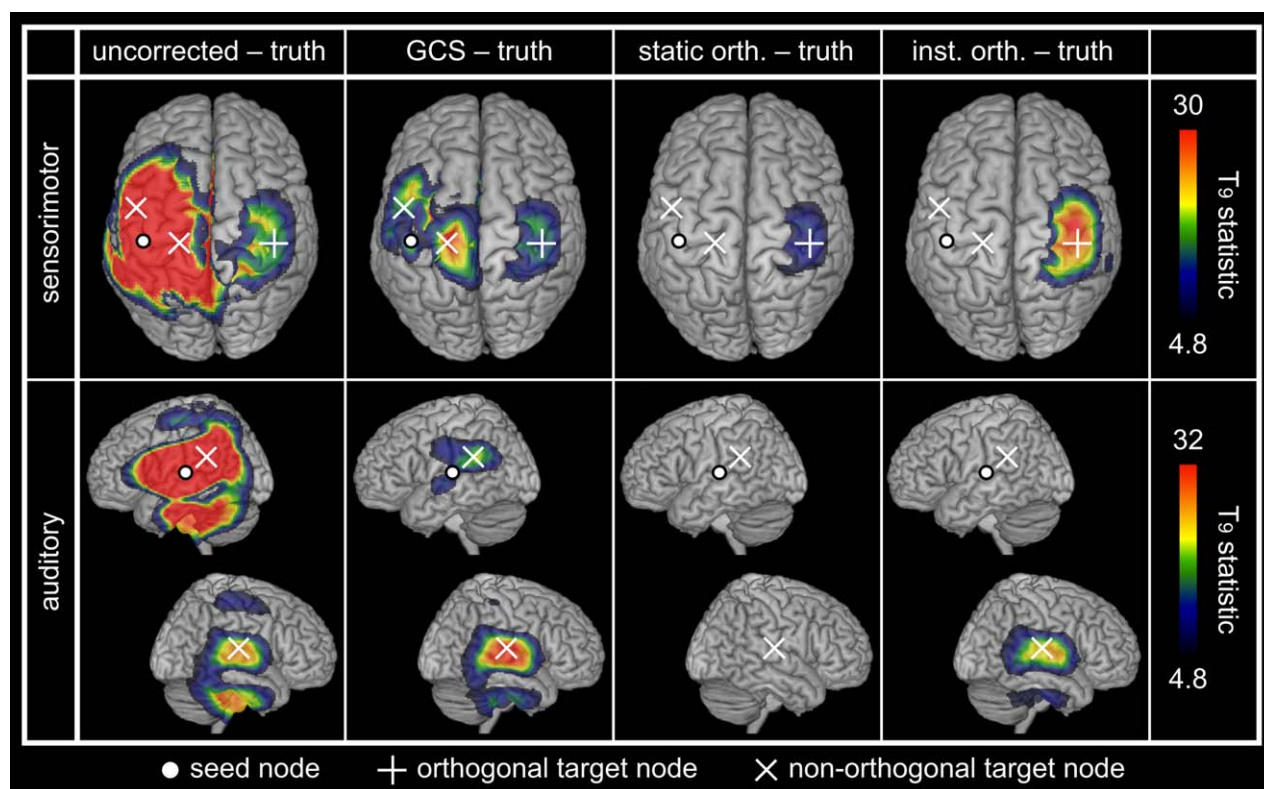 uncorrected – truth
GCS – truth
static orth. – truth
inst. orth. – truth
sensorimotor
30
T9 statistic
4.8
auditory
32
T9 statistic
4.8
seed node
orthogonal target node
non-orthogonal target node